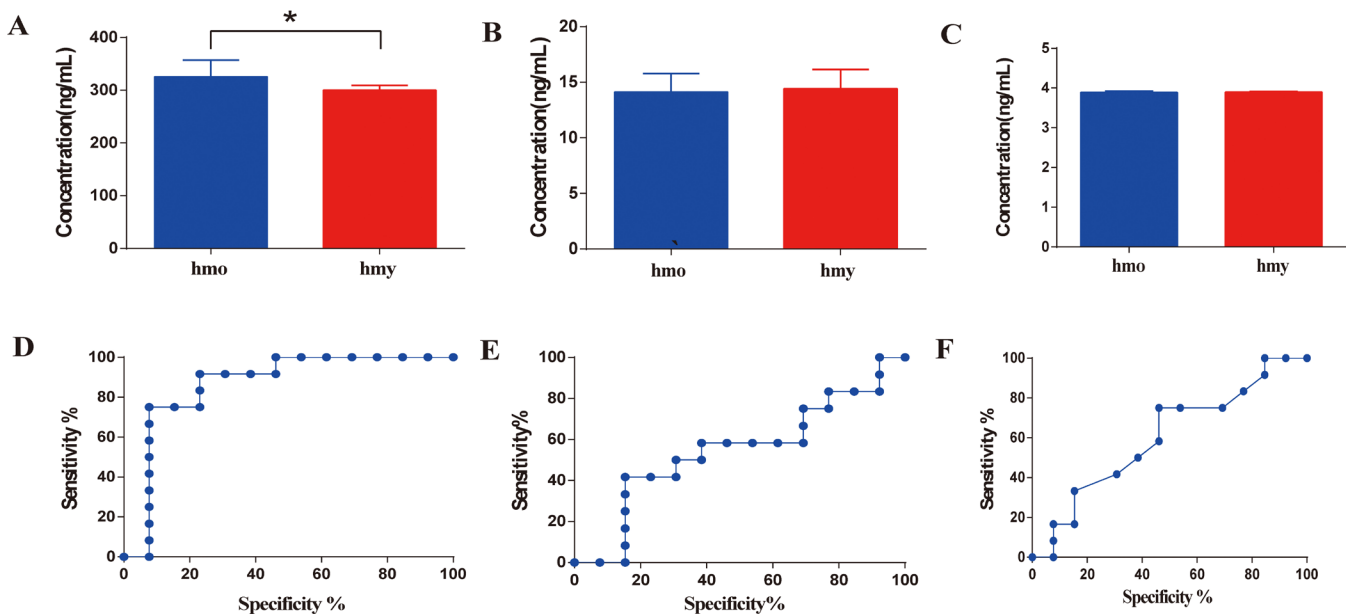 A
*
Concentration(ng/mL)
400
300
200
100
0
hmo
hmy
B
Concentration(ng/mL)
20
15
10
5
0
hmo
hmy
C
Concentration(ng/mL)
5
4
3
2
1
0
hmo
hmy
D
Sensitivity %
100
80
60
40
20
0
0 20 40 60 80 100
Specificity %
E
Sensitivity%
100
80
60
40
20
0
0 20 40 60 80 100
Specificity%
F
Sensitivity %
100
80
60
40
20
0
0 20 40 60 80 100
Specificity %